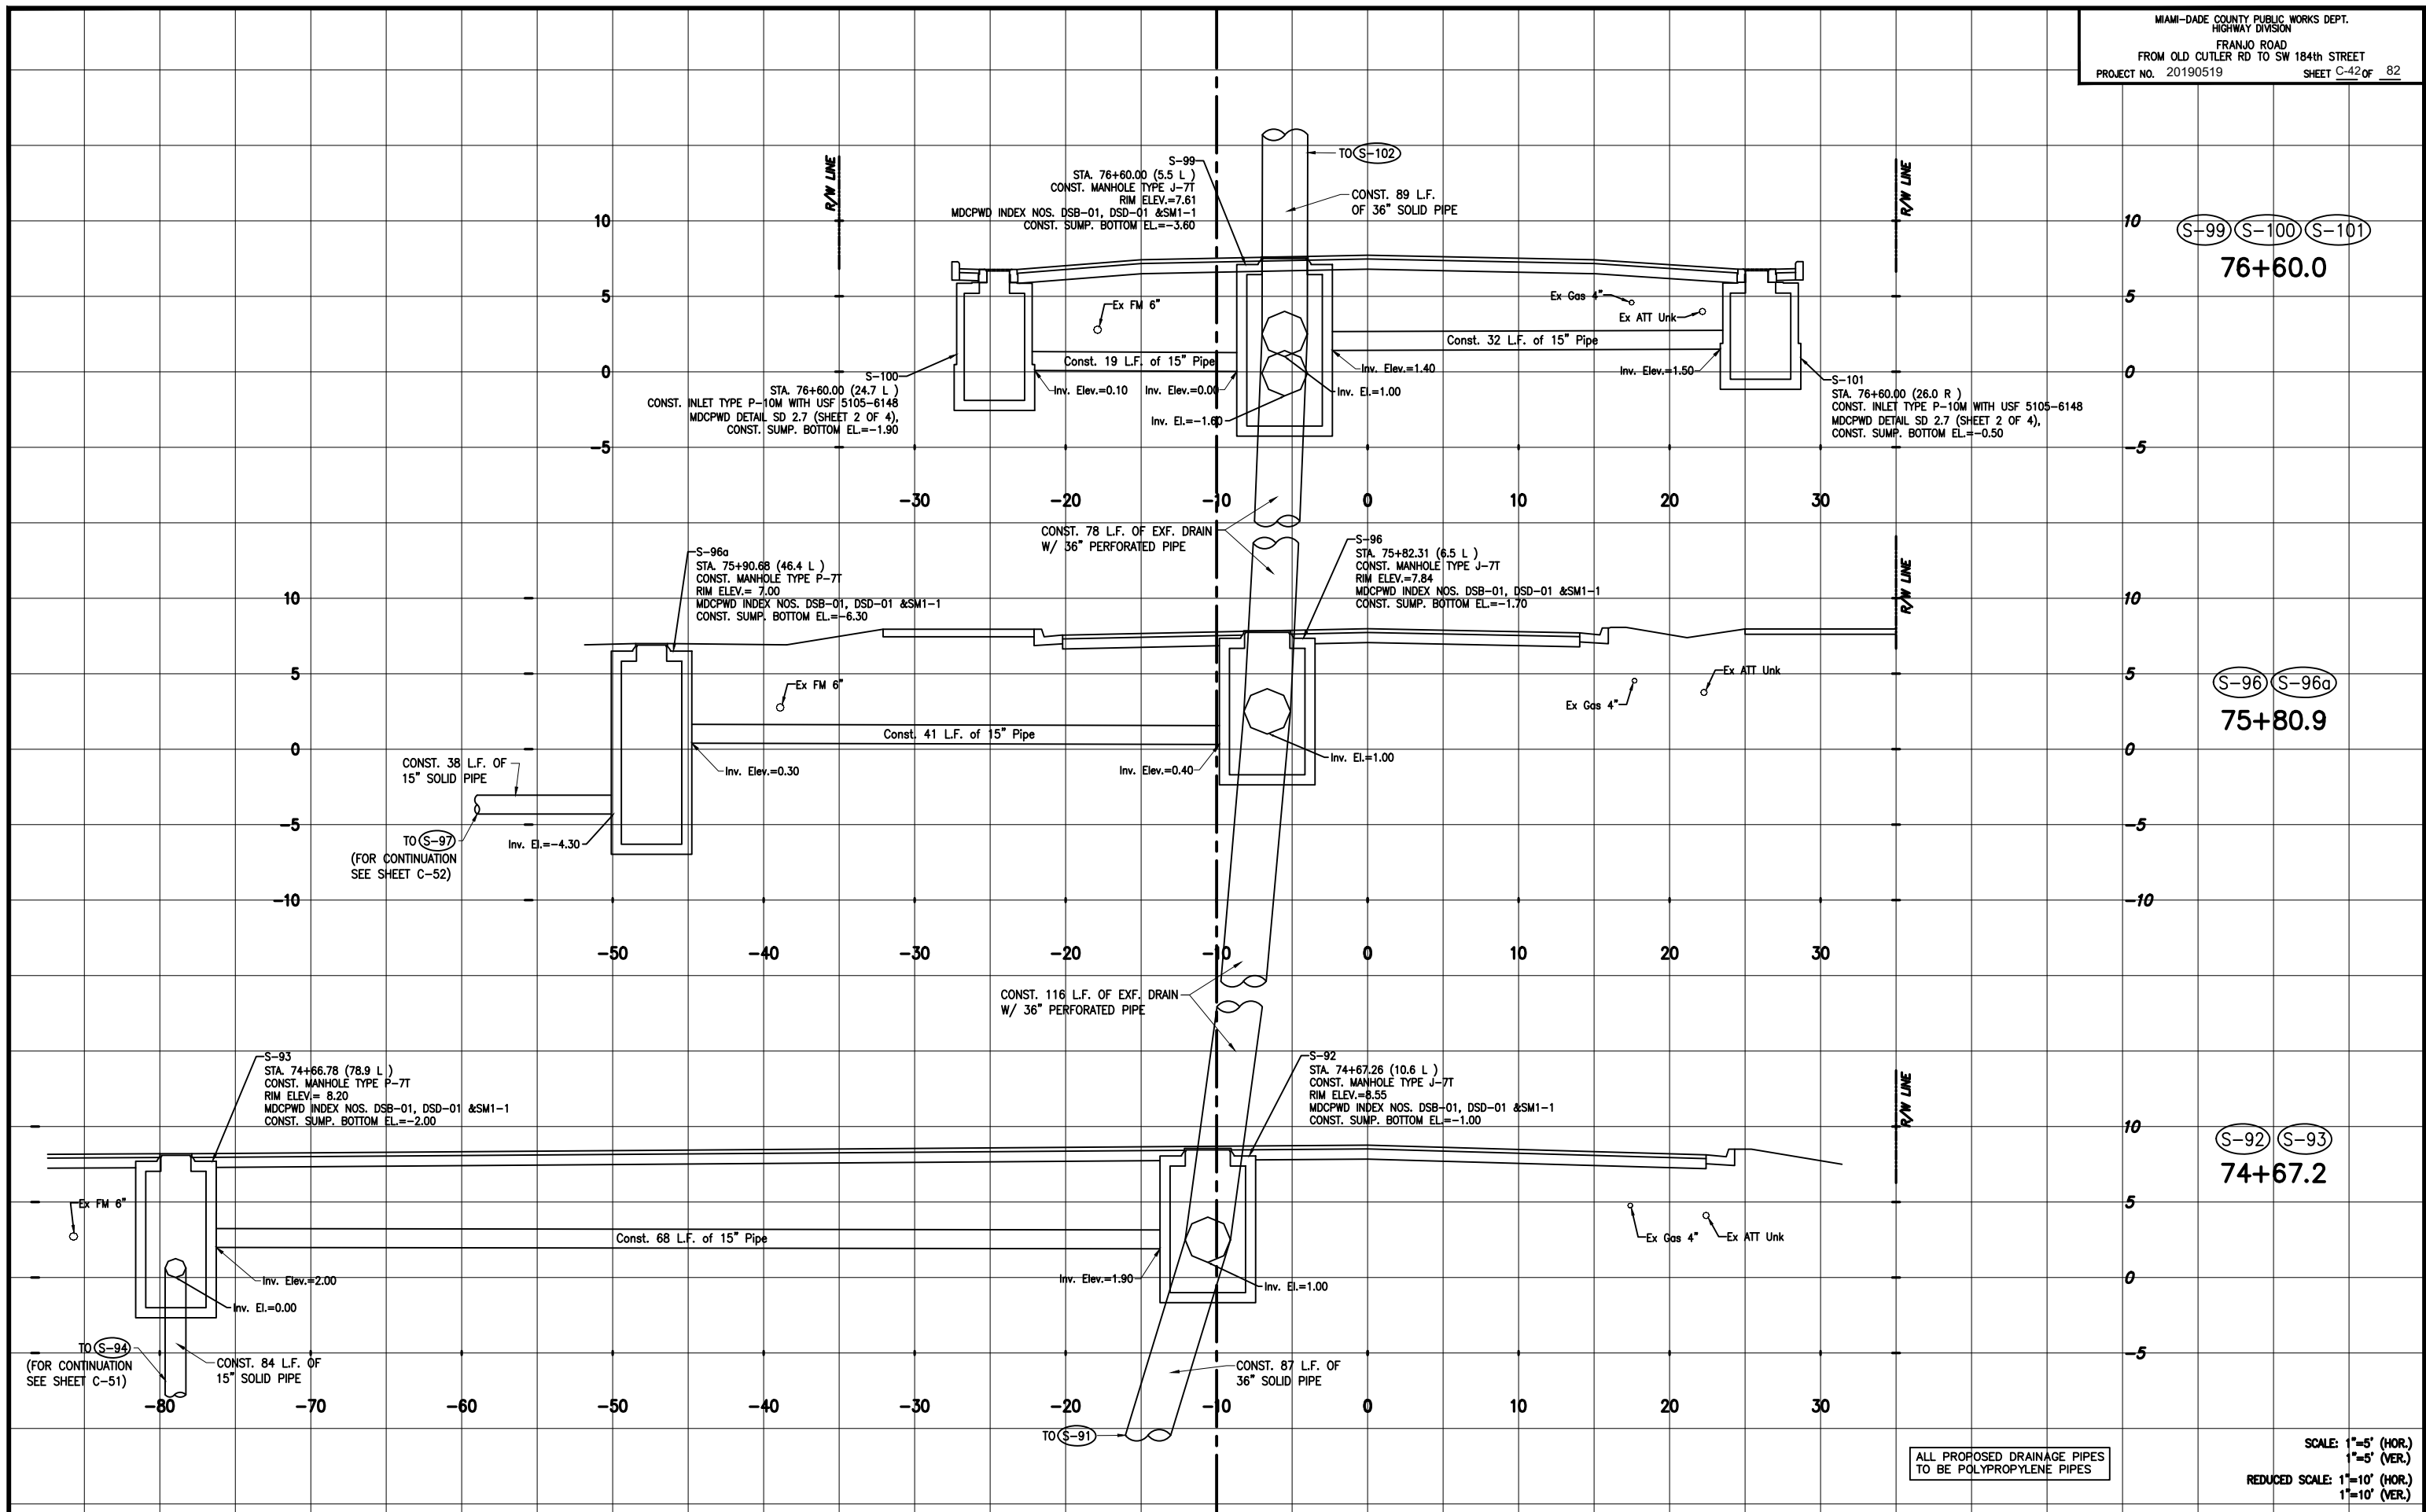 MIAMI-DADE COUNTY PUBLIC WORKS DEPT.
HIGHWAY DIVISION
FRANJO ROAD
FROM OLD CUTLER RD TO SW 184th STREET
PROJECT NO. 20190519 SHEET C-42 OF 82
R/W LINE
S-99
STA. 76+60.00 (5.5 L )
CONST. MANHOLE TYPE J-7T
RIM ELEV.=7.61
MDCPWD INDEX NOS. DSB-01, DSD-01 &SM1-1
CONST. SUMP. BOTTOM EL.=-3.60
TO S-102
CONST. 89 L.F.
OF 36" SOLID PIPE
R/W LINE
S-99 S-100 S-101
76+60.0
10
5
0
-5
10
5
0
-5
Ex FM 6"
Ex Gas 4"
Ex ATT Unk
Const. 19 L.F. of 15" Pipe
Const. 32 L.F. of 15" Pipe
Inv. Elev.=0.10
Inv. Elev.=0.00
Inv. Elev.=1.40
Inv. El.=1.00
Inv. El.=-1.60
Inv. Elev.=1.50
S-100
STA. 76+60.00 (24.7 L )
CONST. INLET TYPE P-10M WITH USF 5105-6148
MDCPWD DETAIL SD 2.7 (SHEET 2 OF 4),
CONST. SUMP. BOTTOM EL.=-1.90
S-101
STA. 76+60.00 (26.0 R )
CONST. INLET TYPE P-10M WITH USF 5105-6148
MDCPWD DETAIL SD 2.7 (SHEET 2 OF 4),
CONST. SUMP. BOTTOM EL.=-0.50
-30 -20 -10 0 10 20 30
CONST. 78 L.F. OF EXF. DRAIN
W/ 36" PERFORATED PIPE
S-96a
STA. 75+90.68 (46.4 L )
CONST. MANHOLE TYPE P-7T
RIM ELEV.= 7.00
MDCPWD INDEX NOS. DSB-01, DSD-01 &SM1-1
CONST. SUMP. BOTTOM EL.=-6.30
S-96
STA. 75+82.31 (6.5 L )
CONST. MANHOLE TYPE J-7T
RIM ELEV.=7.84
MDCPWD INDEX NOS. DSB-01, DSD-01 &SM1-1
CONST. SUMP. BOTTOM EL.=-1.70
R/W LINE
S-96 S-96a
75+80.9
10
5
0
-5
-10
10
5
0
-5
-10
Ex FM 6"
Ex Gas 4"
Ex ATT Unk
Const. 41 L.F. of 15" Pipe
Inv. Elev.=0.30
Inv. Elev.=0.40
Inv. El.=1.00
CONST. 38 L.F. OF
15" SOLID PIPE
TO S-97
(FOR CONTINUATION
SEE SHEET C-52)
Inv. El.=-4.30
-50 -40 -30 -20 -10 0 10 20 30
CONST. 116 L.F. OF EXF. DRAIN
W/ 36" PERFORATED PIPE
S-93
STA. 74+66.78 (78.9 L )
CONST. MANHOLE TYPE P-7T
RIM ELEV.= 8.20
MDCPWD INDEX NOS. DSB-01, DSD-01 &SM1-1
CONST. SUMP. BOTTOM EL.=-2.00
S-92
STA. 74+67.26 (10.6 L )
CONST. MANHOLE TYPE J-7T
RIM ELEV.=8.55
MDCPWD INDEX NOS. DSB-01, DSD-01 &SM1-1
CONST. SUMP. BOTTOM EL.=-1.00
R/W LINE
S-92 S-93
74+67.2
10
5
0
-5
Ex FM 6"
Const. 68 L.F. of 15" Pipe
Ex Gas 4"
Ex ATT Unk
Inv. Elev.=2.00
Inv. El.=0.00
Inv. Elev.=1.90
Inv. El.=1.00
TO S-94
(FOR CONTINUATION
SEE SHEET C-51)
CONST. 84 L.F. OF
15" SOLID PIPE
CONST. 87 L.F. OF
36" SOLID PIPE
-80 -70 -60 -50 -40 -30 -20 -10 0 10 20 30
TO S-91
ALL PROPOSED DRAINAGE PIPES
TO BE POLYPROPYLENE PIPES
SCALE: 1"=5' (HOR.)
1"=5' (VER.)
REDUCED SCALE: 1"=10' (HOR.)
1"=10' (VER.)